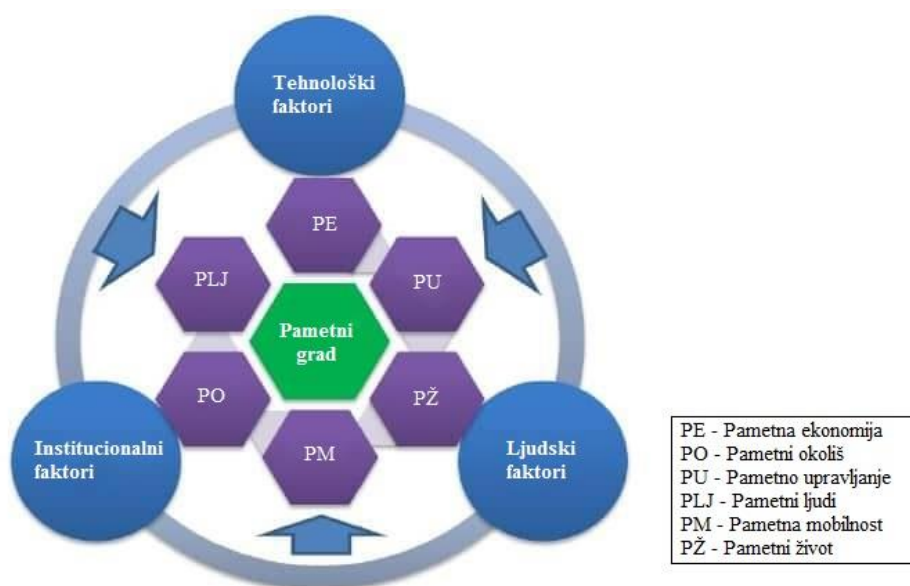 Tehnološki
faktori
PE
PLJ
PU
Pametni
grad
PO
PŽ
PM
Institucionalni
faktori
Ljudski
faktori
PE - Pametna ekonomija
PO - Pametni okoliš
PU - Pametno upravljanje
PLJ - Pametni ljudi
PM - Pametna mobilnost
PŽ - Pametni život